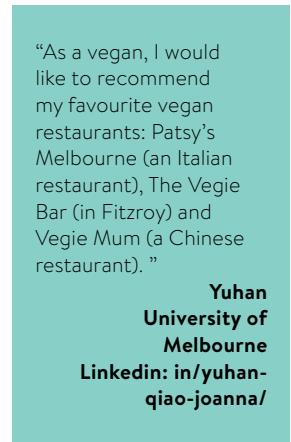 “As a vegan, I would
like to recommend
my favourite vegan
restaurants: Patsy’s
Melbourne (an Italian
restaurant), The Vegie
Bar (in Fitzroy) and
Vegie Mum (a Chinese
restaurant). ”
Yuhan
University of
Melbourne
Linkedin: in/yuhan-
qiao-joanna/